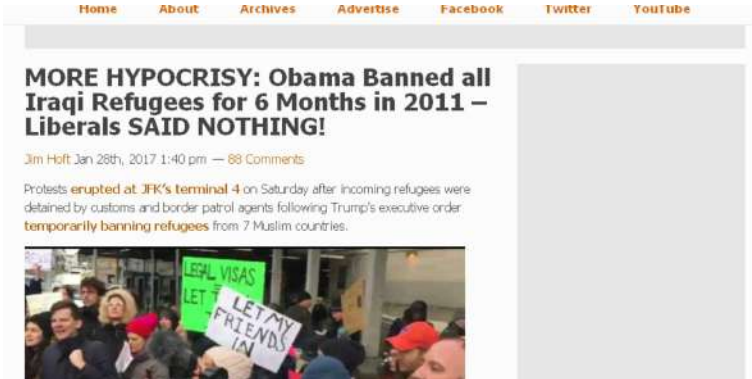 Home About Archives Advertise Facebook Twitter YouTube
MORE HYPOCRISY: Obama Banned all
Iraqi Refugees for 6 Months in 2011 –
Liberals SAID NOTHING!
Jim Hoft Jan 28th, 2017 1:40 pm — 88 Comments
Protests erupted at JFK's terminal 4 on Saturday after incoming refugees were
detained by customs and border patrol agents following Trump's executive order
temporarily banning refugees from 7 Muslim countries.
LEGAL VISAS
LET
LET MY
FRIENDS
IN